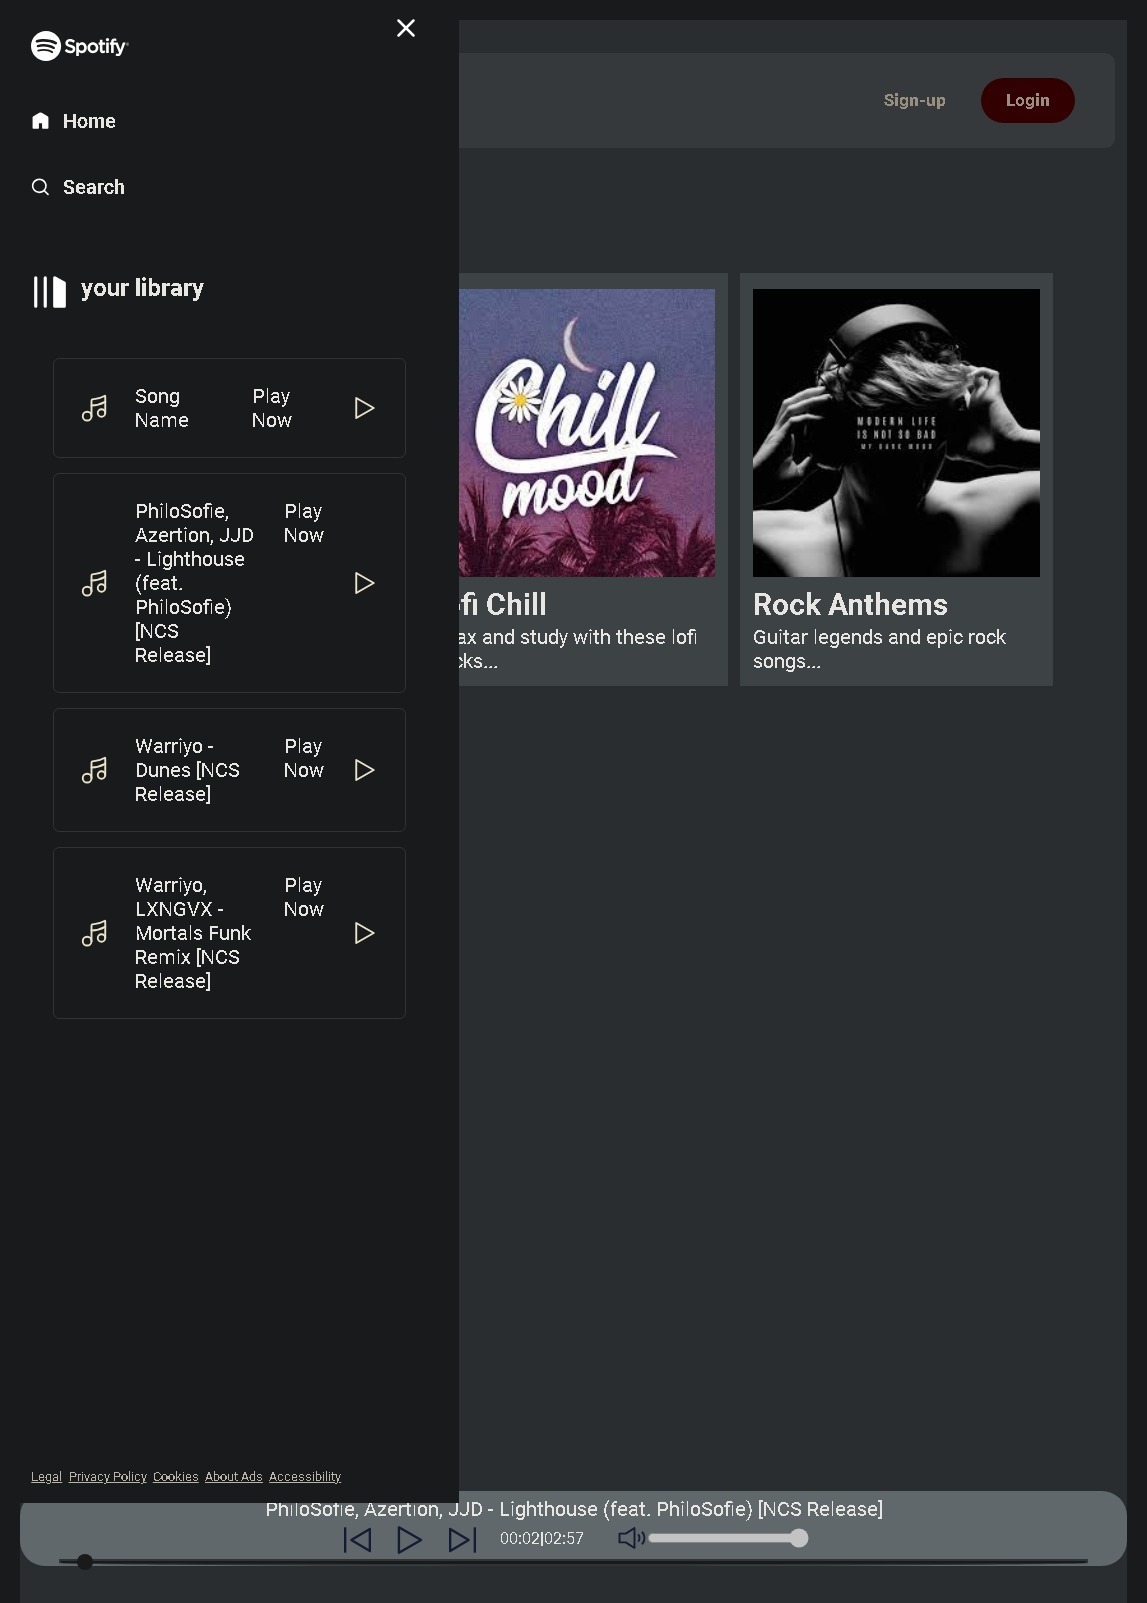 Spotify
Home
Search
your library
Song
Name
Play
Now
PhiloSofie,
Azertion, JJD
- Lighthouse
(feat.
PhiloSofie)
[NCS
Release]
Play
Now
Warriyo -
Dunes [NCS
Release]
Play
Now
Warriyo,
LXNGVX -
Mortals Funk
Remix [NCS
Release]
Play
Now
Legal Privacy Policy Cookies About Ads Accessibility
Sign-up
Login
Chill
mood
fi Chill
ax and study with these lofi
cks...
MODERN LIFE
IS NOT SO BAD
MY DARK MOOD
Rock Anthems
Guitar legends and epic rock
songs...
PhiloSofie, Azertion, JJD - Lighthouse (feat. PhiloSofie) [NCS Release]
00:02|02:57